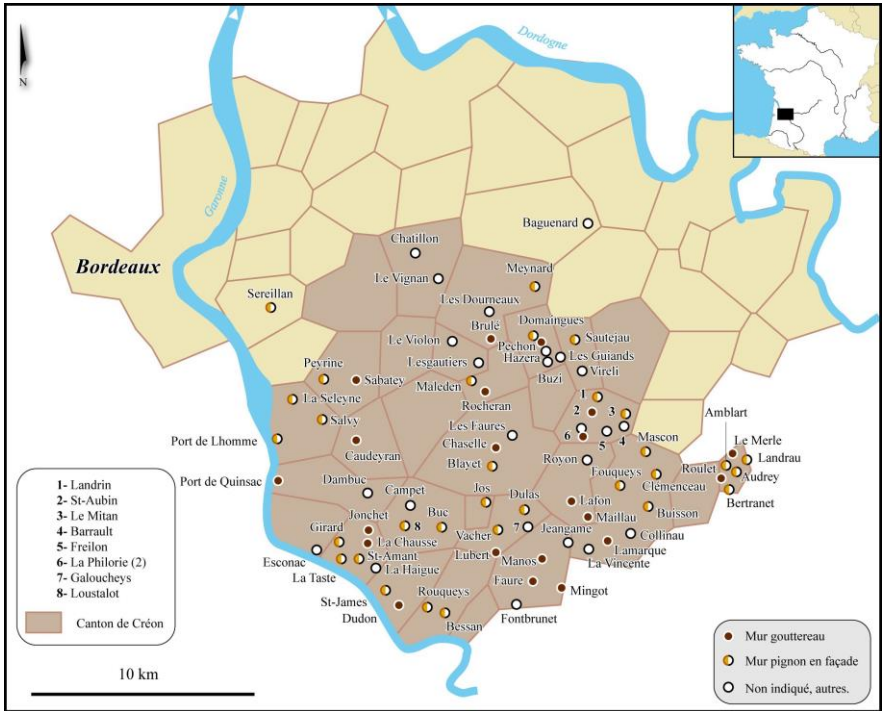 Dordogne
N
Garonne
Baguenard
Chatillon
Bordeaux
Le Vignan
Meynard
Sereillan
Les Dourneaux
Brulé
Domaingues
Sautejau
Le Violon
Pechon
Hazera
Les Guiands
Lesgautiers
Buzi
Vireli
Peyrine
Sabatey
Maleden
Rocheran
1
La Seleyne
2
3
Amblart
Salvy
Les Faures
6
5
4
Mascon
Le Merle
Port de Lhomme
Chaselle
Landrau
Caudeyran
Blayet
Royon
Fouqueys
Roulet
Clémenceau
Audrey
Port de Quinsac
Dambuc
Bertranet
Campet
Jos
Dulas
Lafon
Buisson
Jonchet
Buc
Maillau
Girard
8
Vacher
7
Jeangame
Collinau
La Chausse
Lamarque
Esconac
St-Amant
Lubert
La Vincente
La Taste
La Haigue
Manos
Rouqueys
Faure
Mingot
St-James
Dudon
Bessan
Fontbrunet
1- Landrin
2- St-Aubin
3- Le Mitan
4- Barrault
5- Freilon
6- La Philorie (2)
7- Galoucheys
8- Loustalot
Canton de Créon
10 km
Mur gouttereau
Mur pignon en façade
Non indiqué, autres.